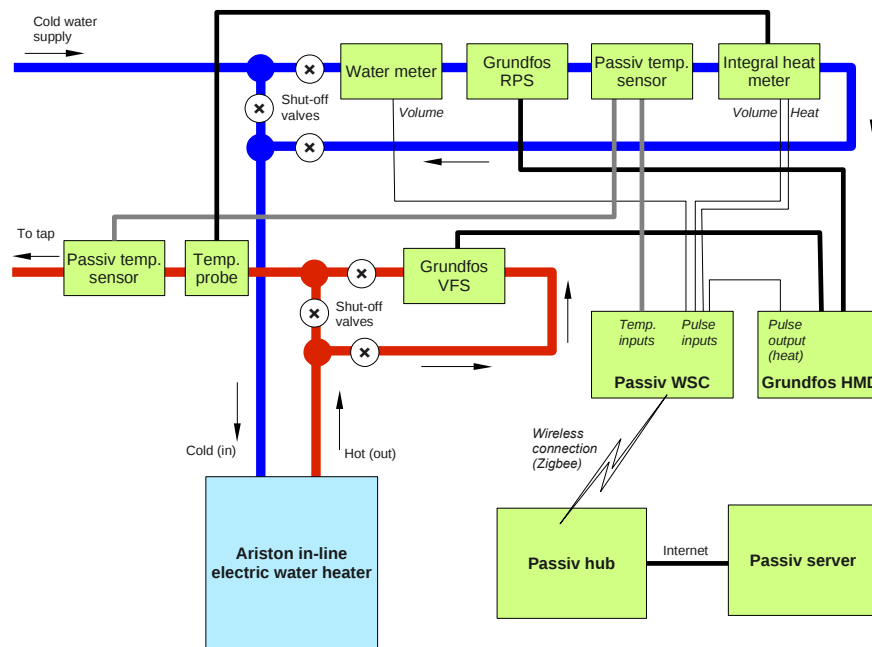 Cold water
supply
Water meter
Grundfos
RPS
Passiv temp.
sensor
Integral heat
meter
Shut-off
valves
Volume
Volume
Heat
To tap
Passiv temp.
sensor
Temp.
probe
Grundfos
VFS
Shut-off
valves
Temp.
inputs
Pulse
inputs
Passiv WSC
Pulse
output
(heat)
Grundfos HMD
Cold (in)
Hot (out)
Wireless
connection
(Zigbee)
Ariston in-line
electric water heater
Passiv hub
Internet
Passiv server